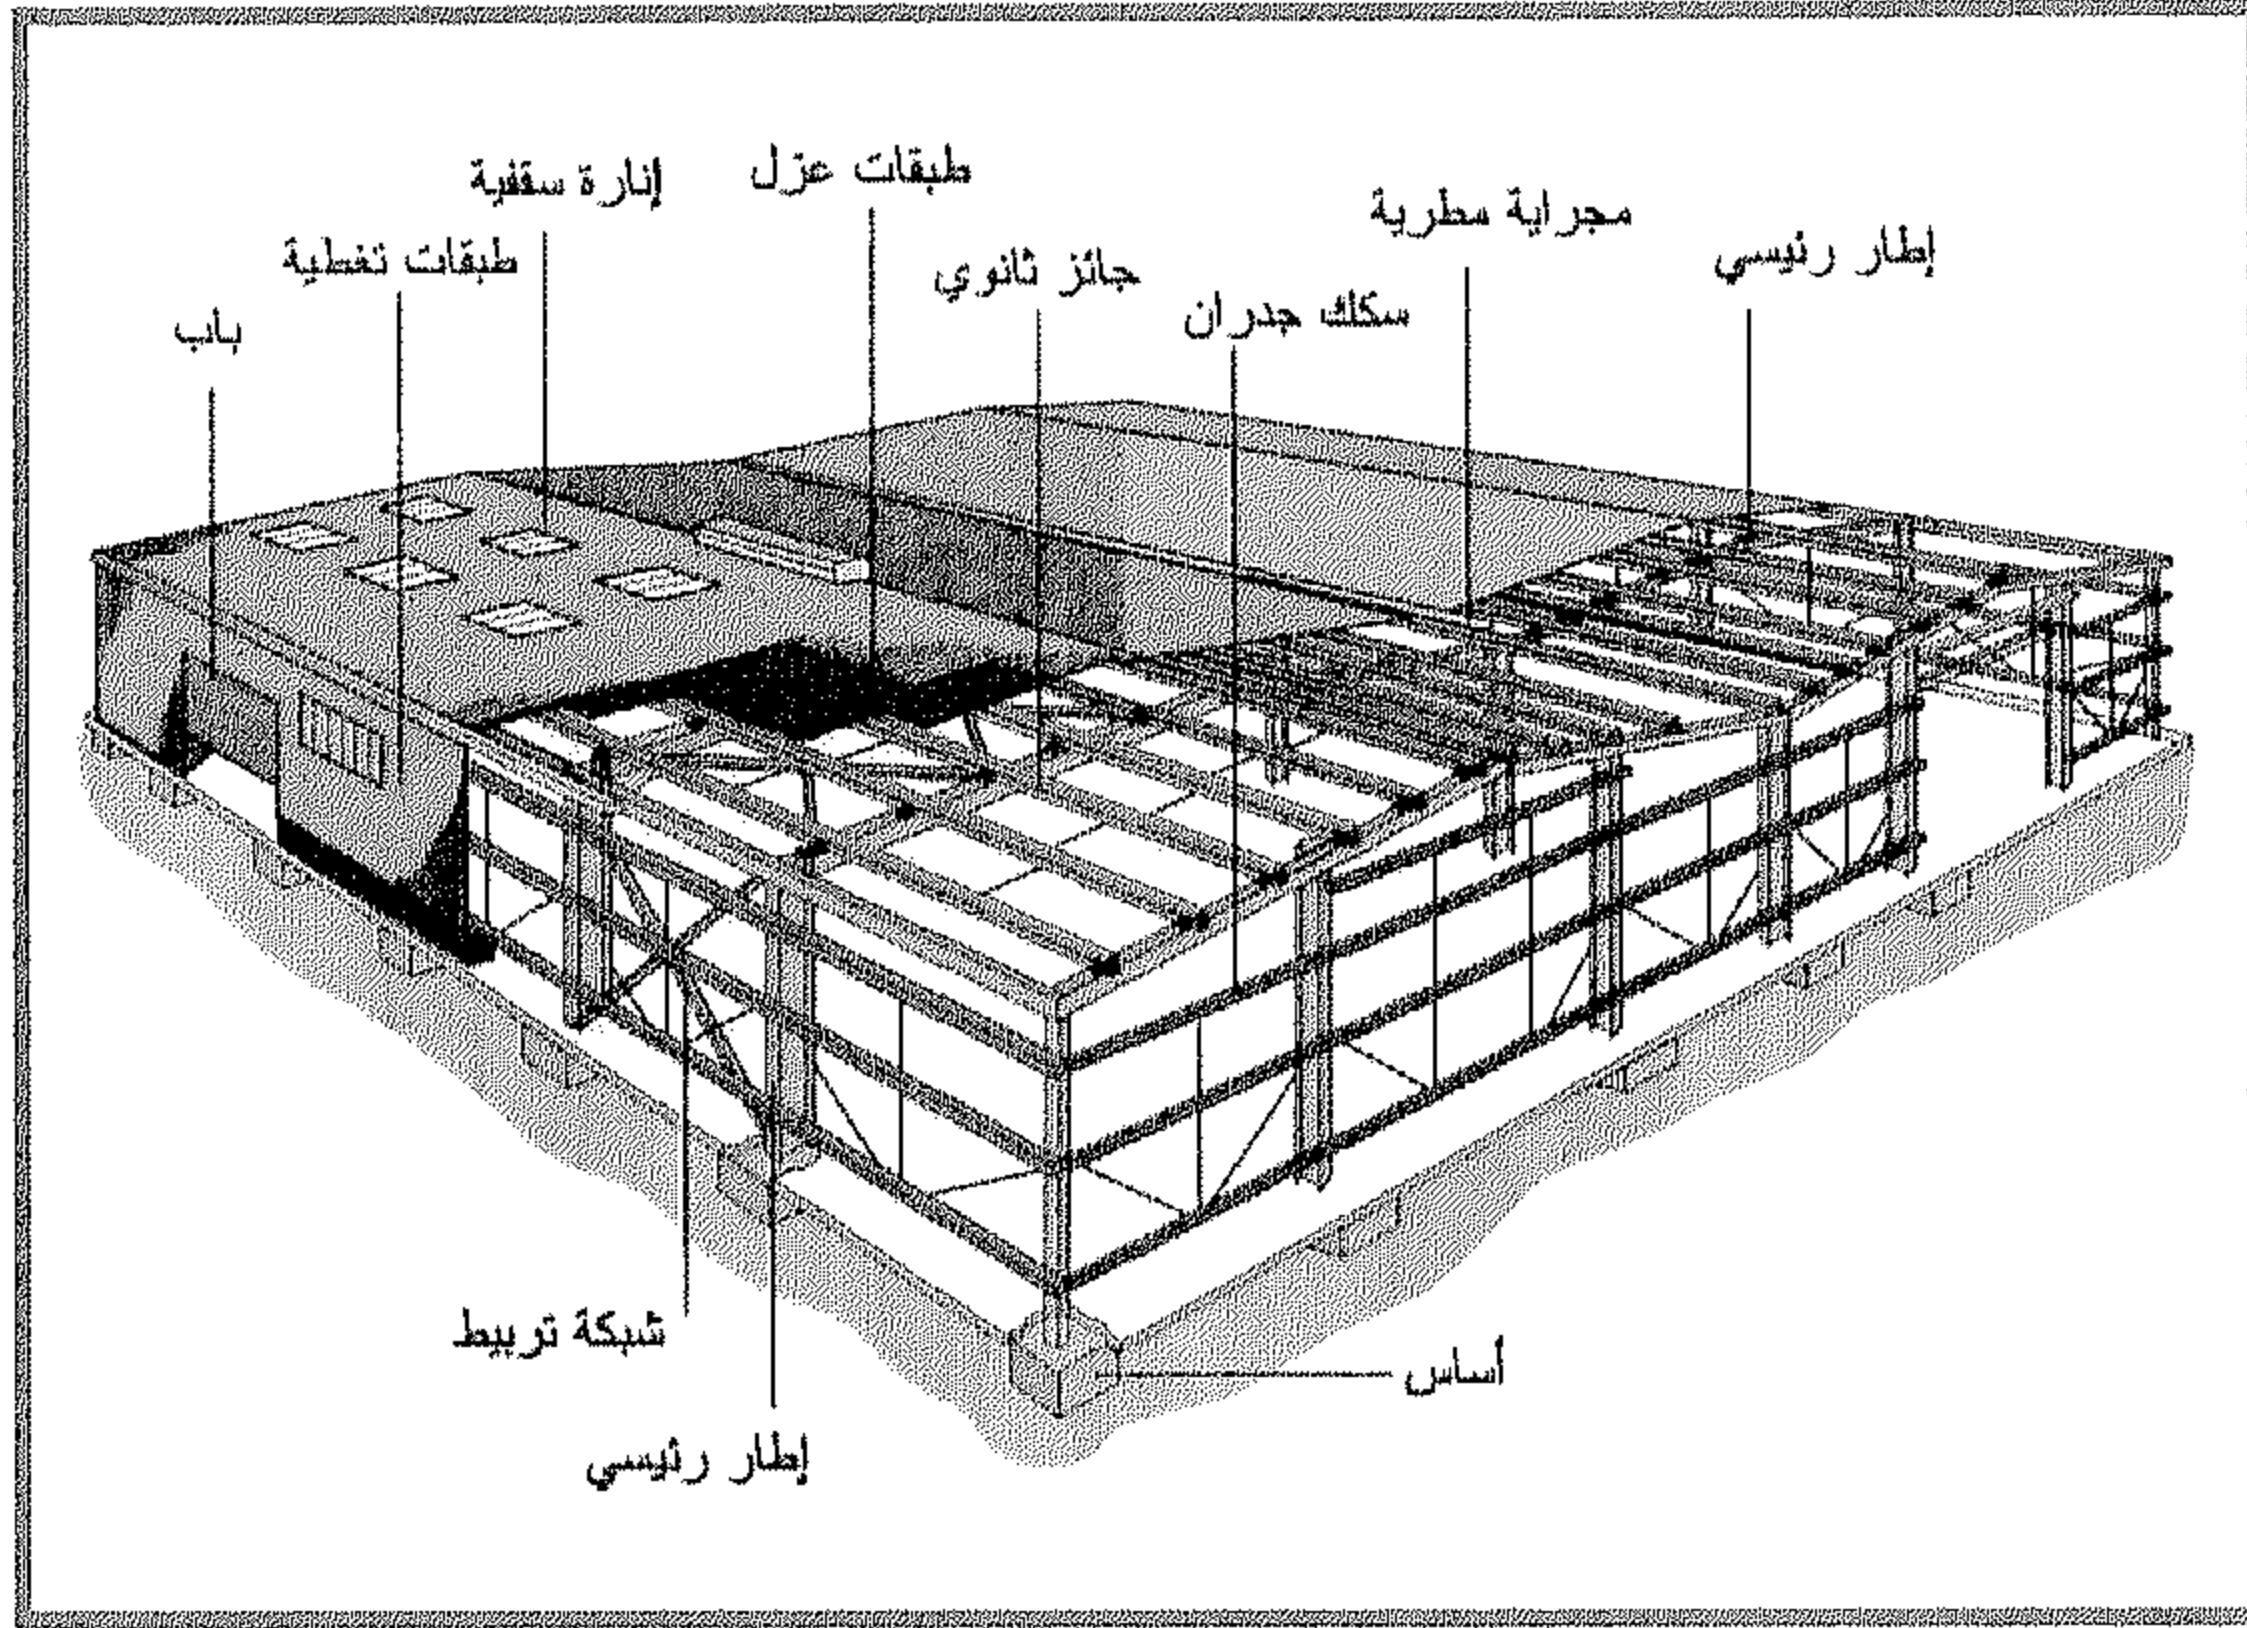 إطار رئيسي
مجراية مطرية
سكك جدران
جائز ثانوي
طبقات عزل
إنارة سقفية
طبقات تغطية
باب
شبكة تربيط
إطار رئيسي
أساس